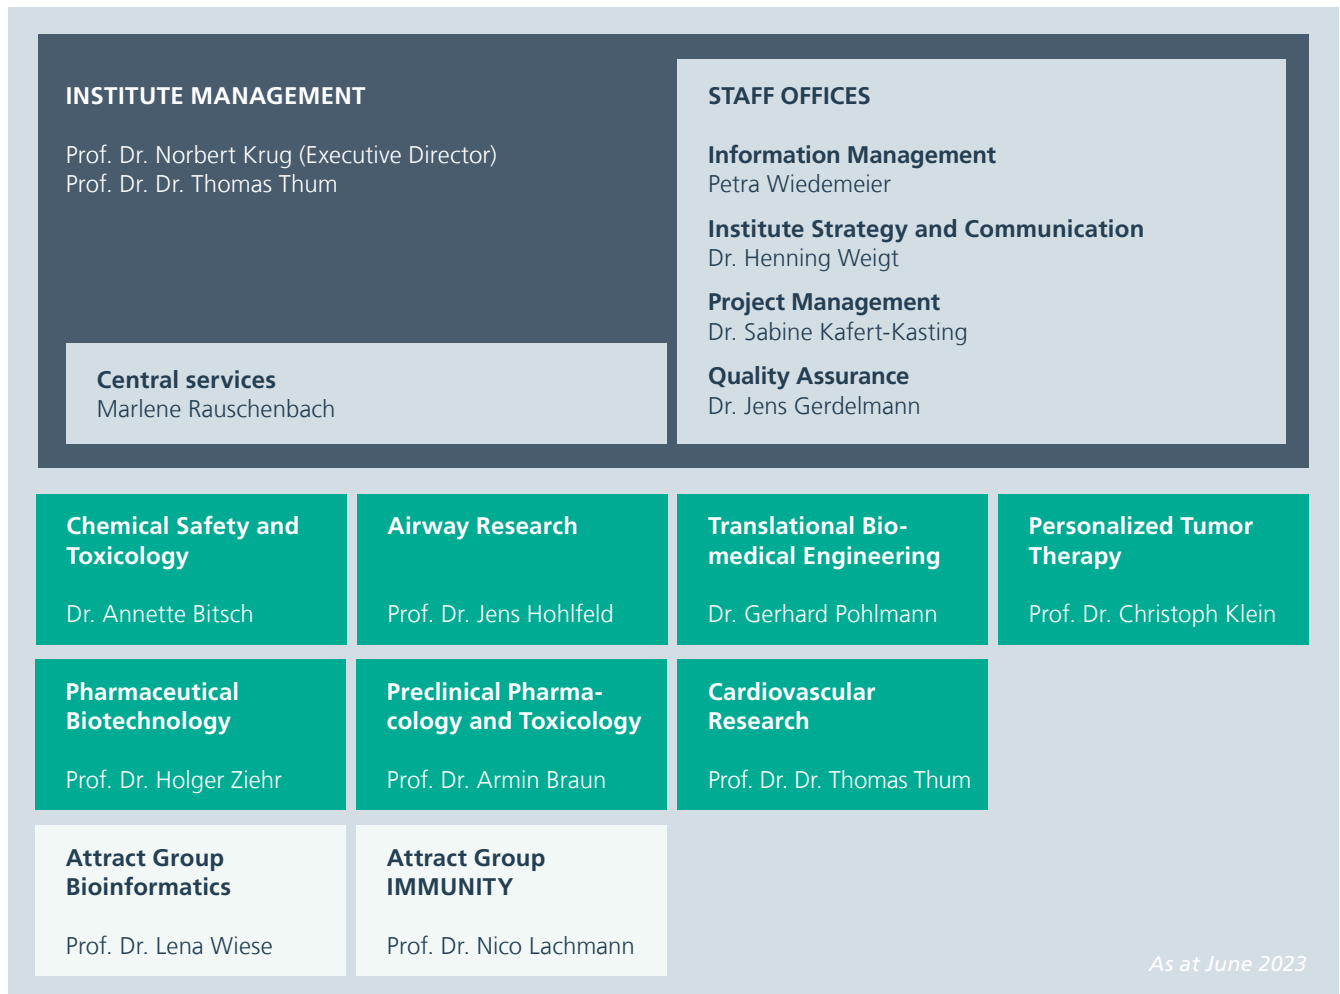 INSTITUTE MANAGEMENT
Prof. Dr. Norbert Krug (Executive Director)
Prof. Dr. Dr. Thomas Thum
Central services
Marlene Rauschenbach
STAFF OFFICES
Information Management
Petra Wiedemeier
Institute Strategy and Communication
Dr. Henning Weigt
Project Management
Dr. Sabine Kafert-Kasting
Quality Assurance
Dr. Jens Gerdelmann
Chemical Safety and
Toxicology
Dr. Annette Bitsch
Airway Research
Prof. Dr. Jens Hohlfeld
Translational Bio-
medical Engineering
Dr. Gerhard Pohlmann
Personalized Tumor
Therapy
Prof. Dr. Christoph Klein
Pharmaceutical
Biotechnology
Prof. Dr. Holger Ziehr
Preclinical Pharma-
cology and Toxicology
Prof. Dr. Armin Braun
Cardiovascular
Research
Prof. Dr. Dr. Thomas Thum
Attract Group
Bioinformatics
Prof. Dr. Lena Wiese
Attract Group
IMMUNITY
Prof. Dr. Nico Lachmann
As at June 2023